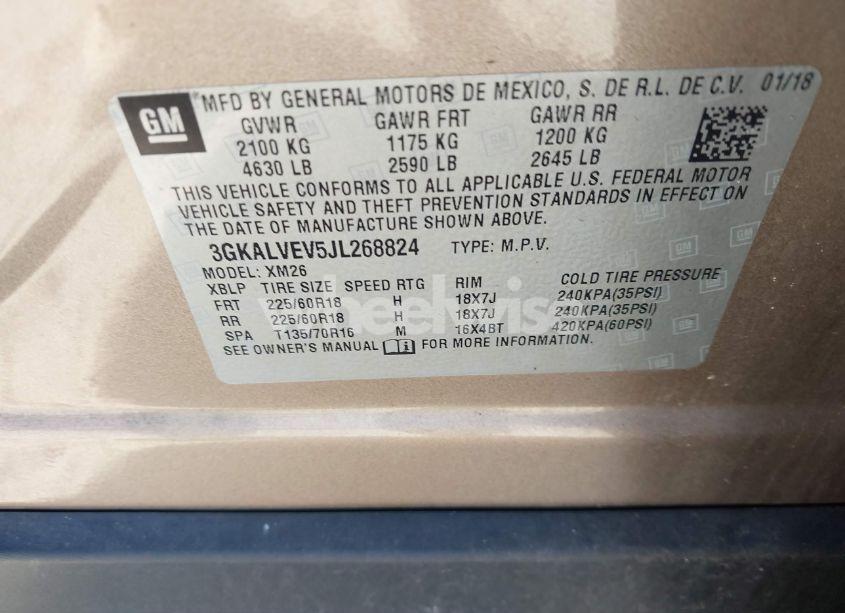 GM
MFD BY GENERAL MOTORS DE MEXICO, S. DE R.L. DE C.V. 01/18
GVWR GAWR FRT GAWR RR
2100 KG 1175 KG 1200 KG
4630 LB 2590 LB 2645 LB
THIS VEHICLE CONFORMS TO ALL APPLICABLE U.S. FEDERAL MOTOR
VEHICLE SAFETY AND THEFT PREVENTION STANDARDS IN EFFECT ON
THE DATE OF MANUFACTURE SHOWN ABOVE.
3GKALVEV5JL268824 TYPE: M.P.V.
MODEL: XM26
XBLP TIRE SIZE SPEED RTG RIM COLD TIRE PRESSURE
FRT 225/60R18 H 18X7J 240KPA(35PSI)
RR 225/60R18 H 18X7J 240KPA(35PSI)
SPA T135/70R16 M 16X4BT 420KPA(60PSI)
SEE OWNER'S MANUAL FOR MORE INFORMATION.